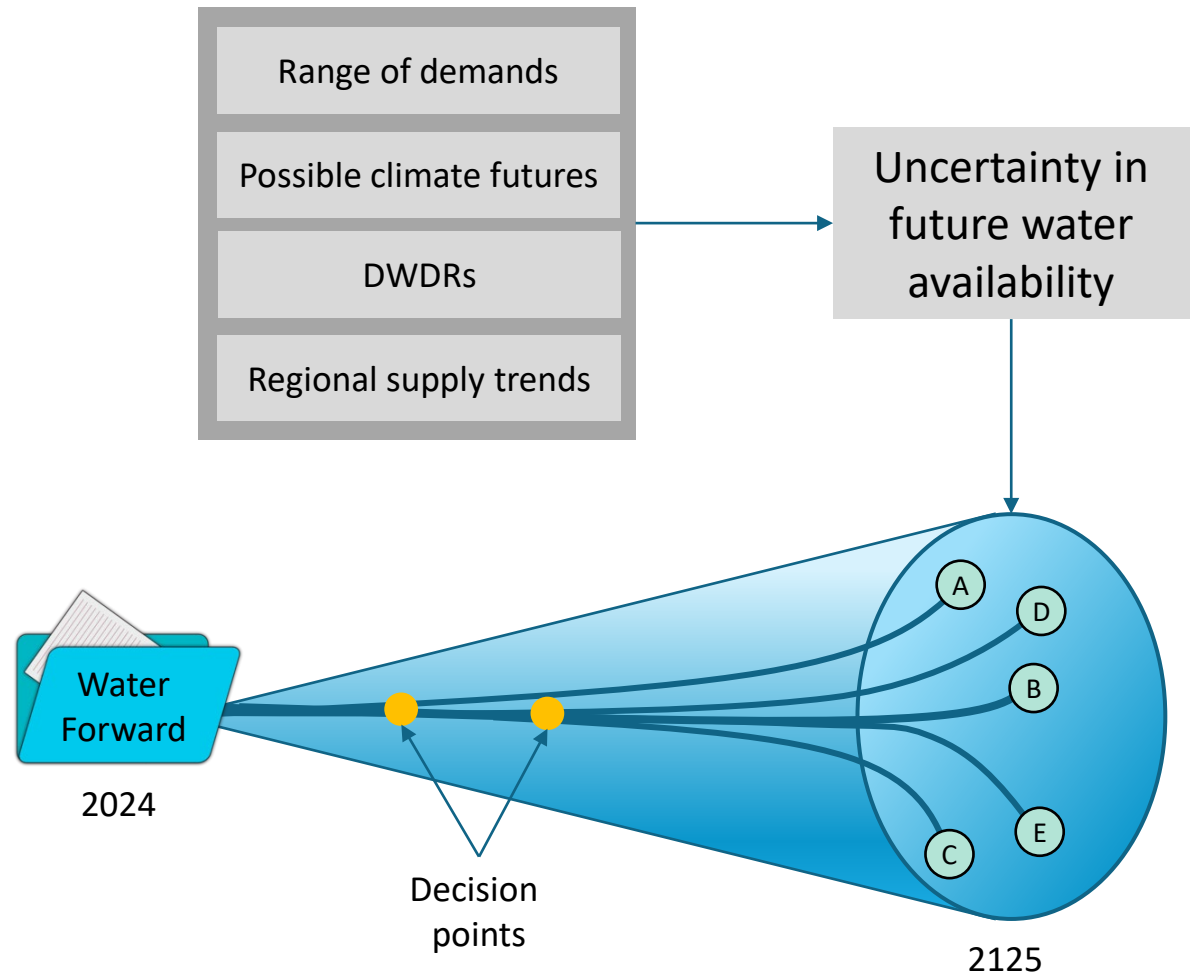 Range of demands
Possible climate futures
DWDRs
Regional supply trends
Uncertainty in
future water
availability
A
D
B
E
C
Water
Forward
2024
Decision
points
2125